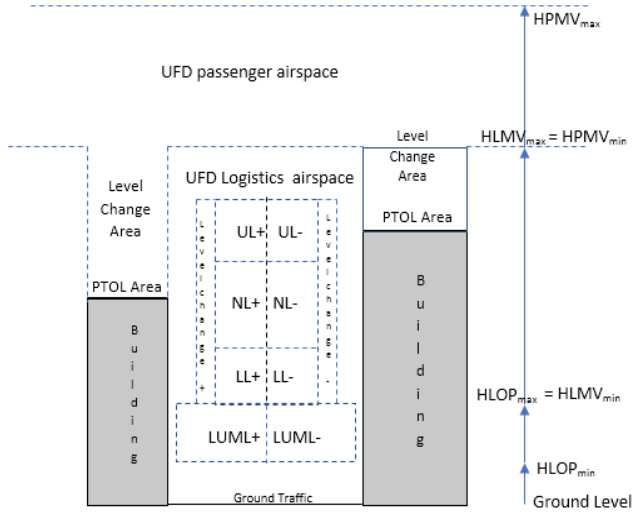 HPMVmax
UFD passenger airspace
HLMVmax = HPMVmin
Level
Change
Area
UFD Logistics airspace
Level
Change
Area
PTOL Area
PTOL Area
Level change +
UL+ UL-
NL+ NL-
LL+ LL-
Level change -
LUML+ LUML-
Building
Building
HLOPmax = HLMVmin
HLOPmin
Ground Traffic
Ground Level